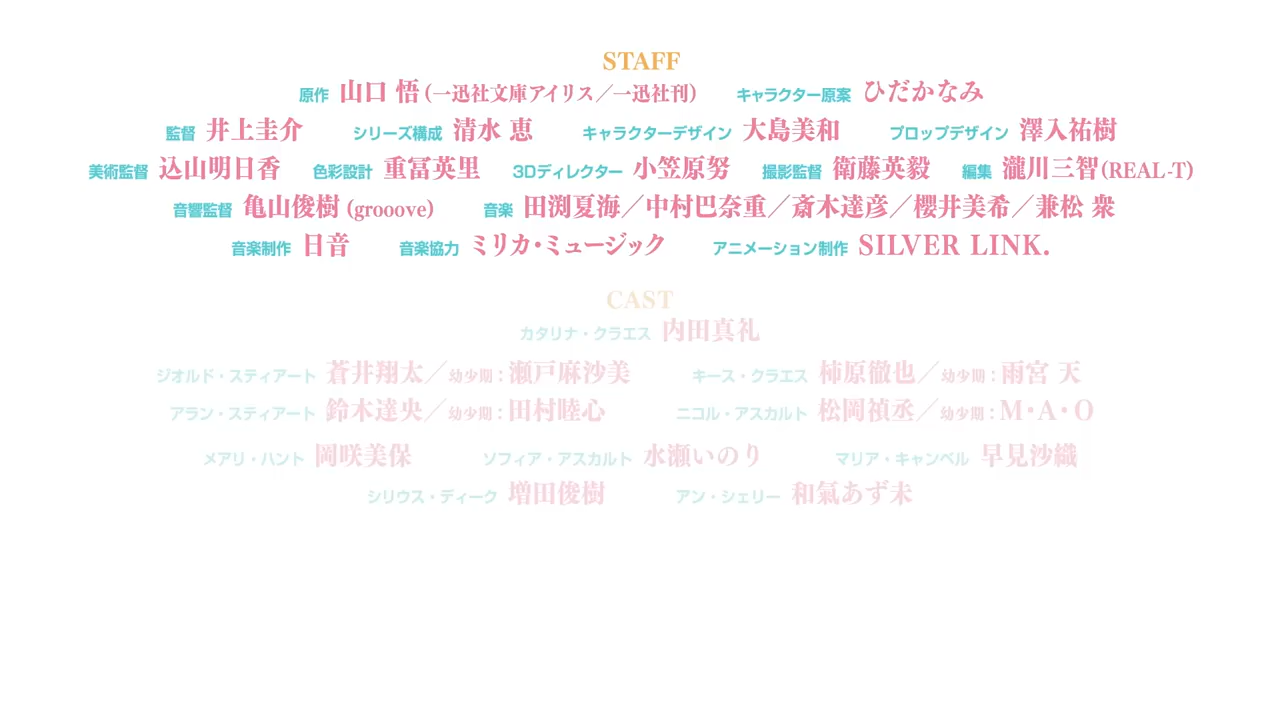 STAFF
原作 山口 悟(一迅社文庫アイリス／一迅社刊) キャラクター原案 ひだかなみ
監督 井上圭介 シリーズ構成 清水 恵 キャラクターデザイン 大島美和 プロップデザイン 澤入祐樹
美術監督 込山明日香 色彩設計 重冨英里 3Dディレクター 小笠原努 撮影監督 衛藤英毅 編集 瀧川三智(REAL-T)
音響監督 亀山俊樹(grooove) 音楽 田渕夏海／中村巴奈重／斎木達彦／櫻井美希／兼松 衆
音楽制作 日音 音楽協力 ミリカ・ミュージック アニメーション制作 SILVER LINK.
CAST
カタリナ・クラエス 内田真礼
ジオルド・スティアート 蒼井翔太／幼少期：瀬戸麻沙美 キース・クラエス 柿原徹也／幼少期：雨宮 天
アラン・スティアート 鈴木達央／幼少期：田村睦心 ニコル・アスカルト 松岡禎丞／幼少期：M・A・O
メアリ・ハント 岡咲美保 ソフィア・アスカルト 水瀬いのり マリア・キャンベル 早見沙織
シリウス・ディーク 増田俊樹 アン・シェリー 和氣あず未